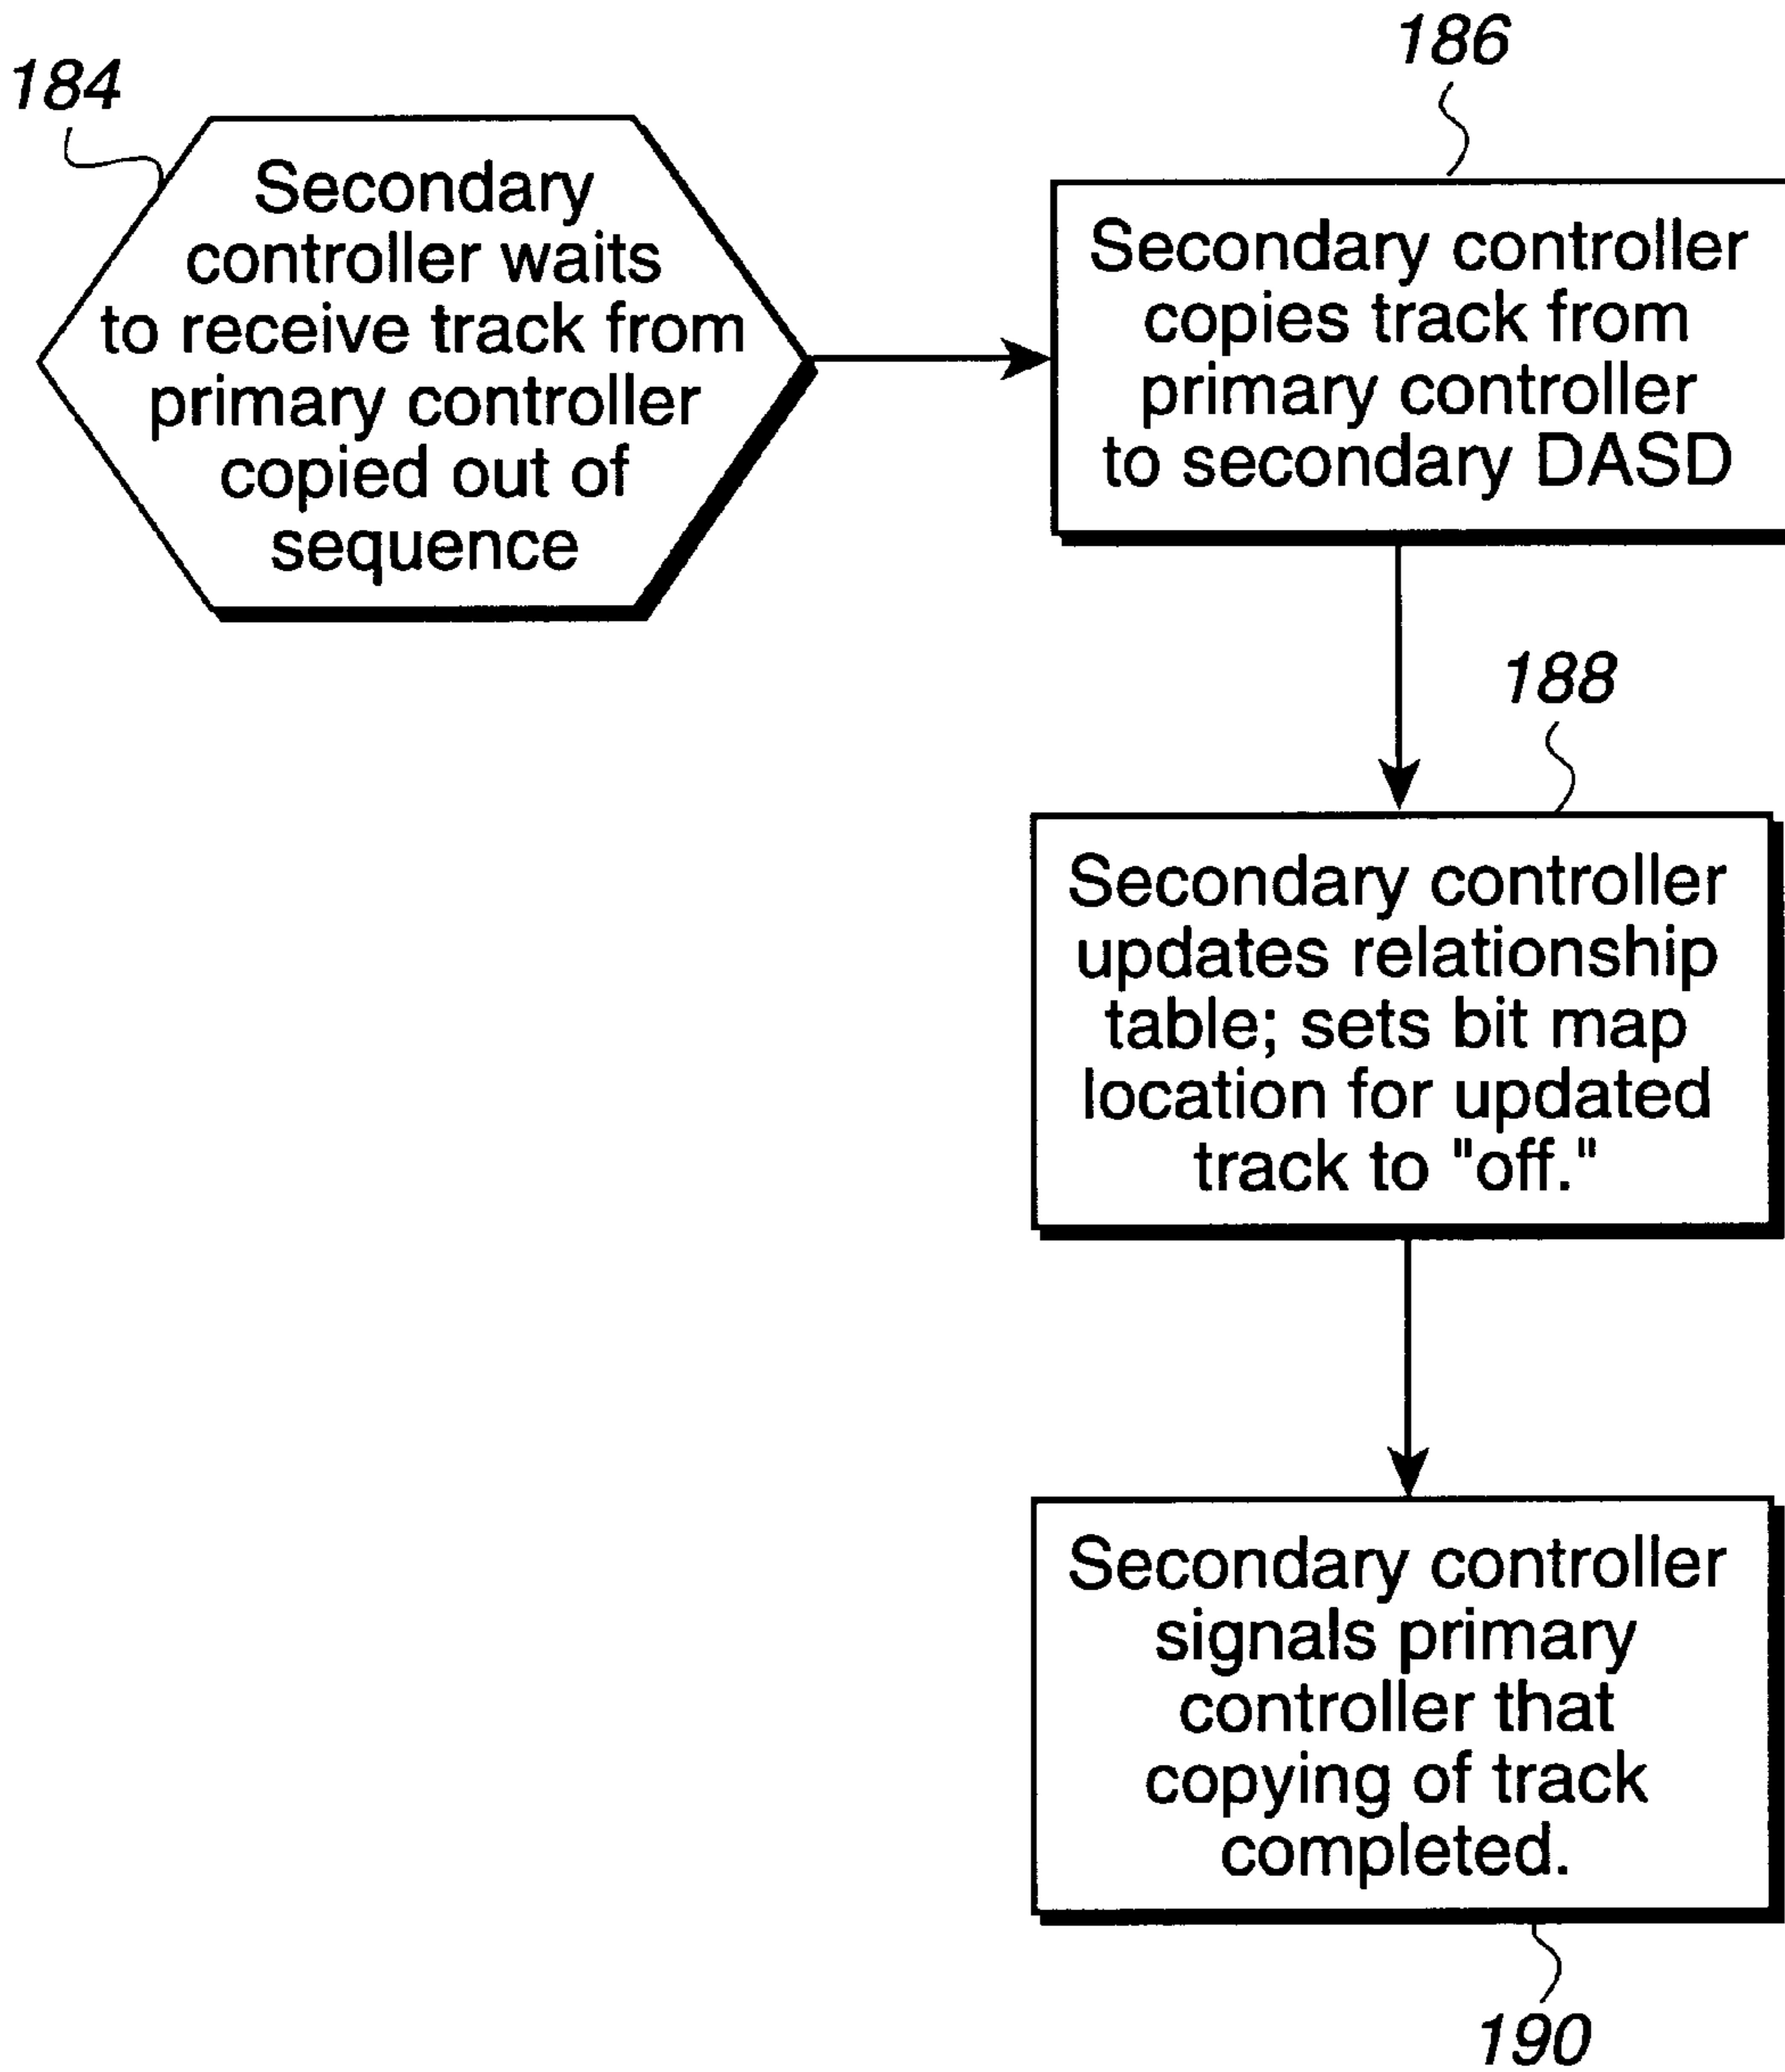 184
Secondary
controller waits
to receive track from
primary controller
copied out of
sequence
186
Secondary controller
copies track from
primary controller
to secondary DASD
188
Secondary controller
updates relationship
table; sets bit map
location for updated
track to "off."
Secondary controller
signals primary
controller that
copying of track
completed.
190